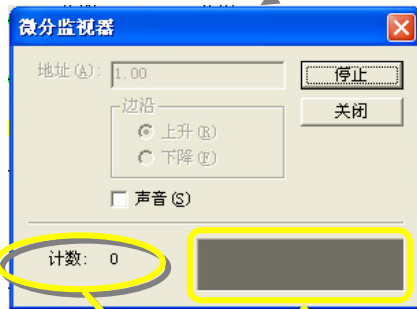 微分监视器
地址(A): 1.00
停止
边沿
关闭
上升(R)
下降(F)
声音(S)
计数: 0